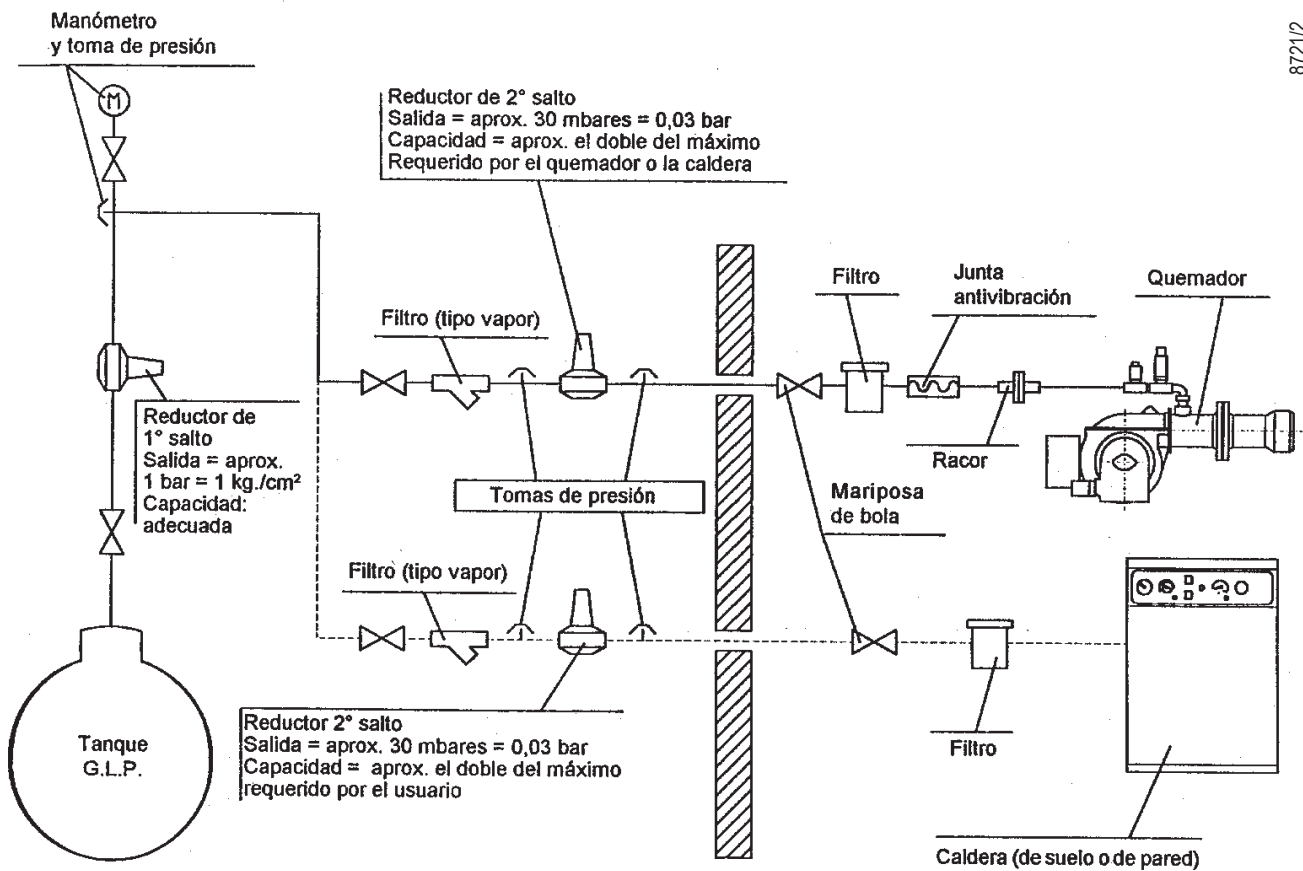 Manómetro
y toma de presión
M
8721/2
Reductor de 2° salto
Salida = aprox. 30 mbares = 0,03 bar
Capacidad = aprox. el doble del máximo
Requerido por el quemador o la caldera
Filtro
Junta
antivibración
Quemador
Filtro (tipo vapor)
Reductor de
1° salto
Salida = aprox.
1 bar = 1 kg./cm²
Capacidad:
adecuada
Racor
Tomas de presión
Mariposa
de bola
Filtro (tipo vapor)
Reductor 2° salto
Salida = aprox. 30 mbares = 0,03 bar
Capacidad = aprox. el doble del máximo
requerido por el usuario
Tanque
G.L.P.
Filtro
Caldera (de suelo o de pared)